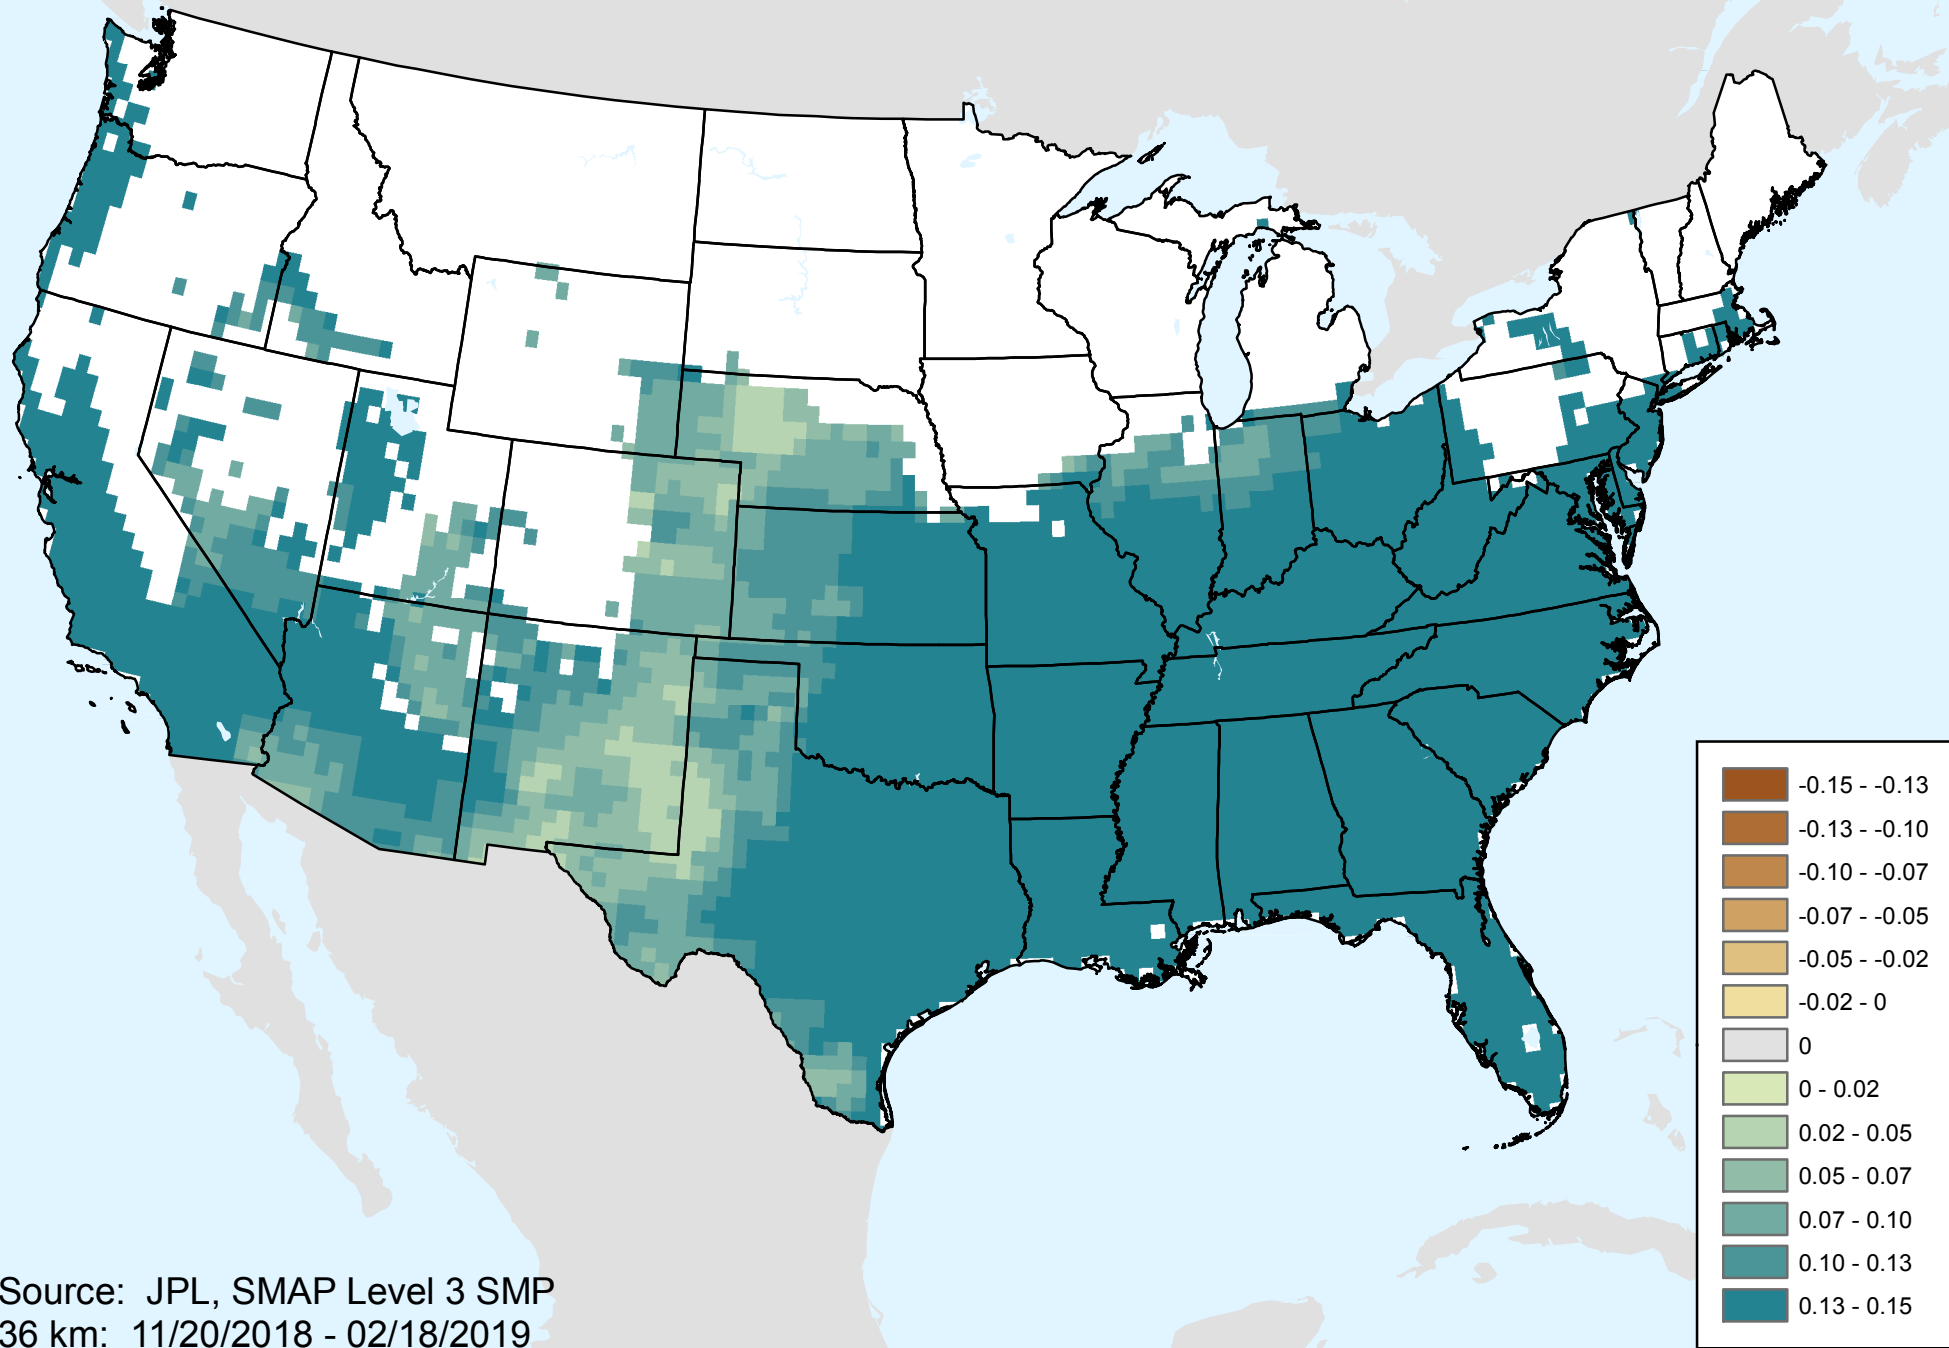 -0.15 - -0.13
-0.13 - -0.10
-0.10 - -0.07
-0.07 - -0.05
-0.05 - -0.02
-0.02 - 0
0
0 - 0.02
0.02 - 0.05
0.05 - 0.07
0.07 - 0.10
0.10 - 0.13
0.13 - 0.15
Source: JPL, SMAP Level 3 SMP
36 km: 11/20/2018 - 02/18/2019